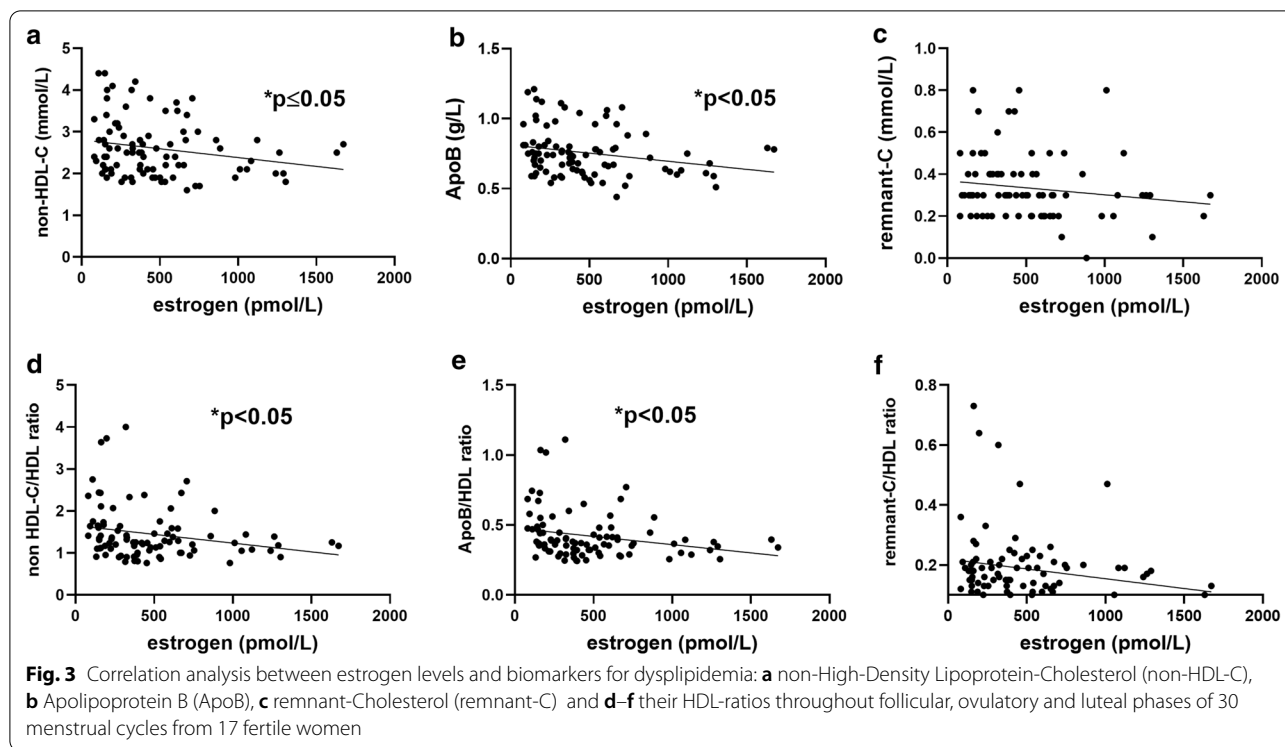 a
5
4
3
2
1
0
non-HDL-C (mmol/L)
*p≤0.05
0 500 1000 1500 2000
estrogen (pmol/L)
b
1.5
1.0
0.5
0.0
ApoB (g/L)
*p<0.05
0 500 1000 1500 2000
estrogen (pmol/L)
c
1.0
0.8
0.6
0.4
0.2
0.0
remnant-C (mmol/L)
0 500 1000 1500 2000
estrogen (pmol/L)
d
5
4
3
2
1
0
non HDL-C/HDL ratio
*p<0.05
0 500 1000 1500 2000
estrogen (pmol/L)
e
1.5
1.0
0.5
0.0
ApoB/HDL ratio
*p<0.05
0 500 1000 1500 2000
estrogen (pmol/L)
f
0.8
0.6
0.4
0.2
remnant-C/HDL ratio
0 500 1000 1500 2000
estrogen (pmol/L)
Fig. 3 Correlation analysis between estrogen levels and biomarkers for dysplipidemia: a non-High-Density Lipoprotein-Cholesterol (non-HDL-C),
b Apolipoprotein B (ApoB), c remnant-Cholesterol (remnant-C) and d–f their HDL-ratios throughout follicular, ovulatory and luteal phases of 30
menstrual cycles from 17 fertile women